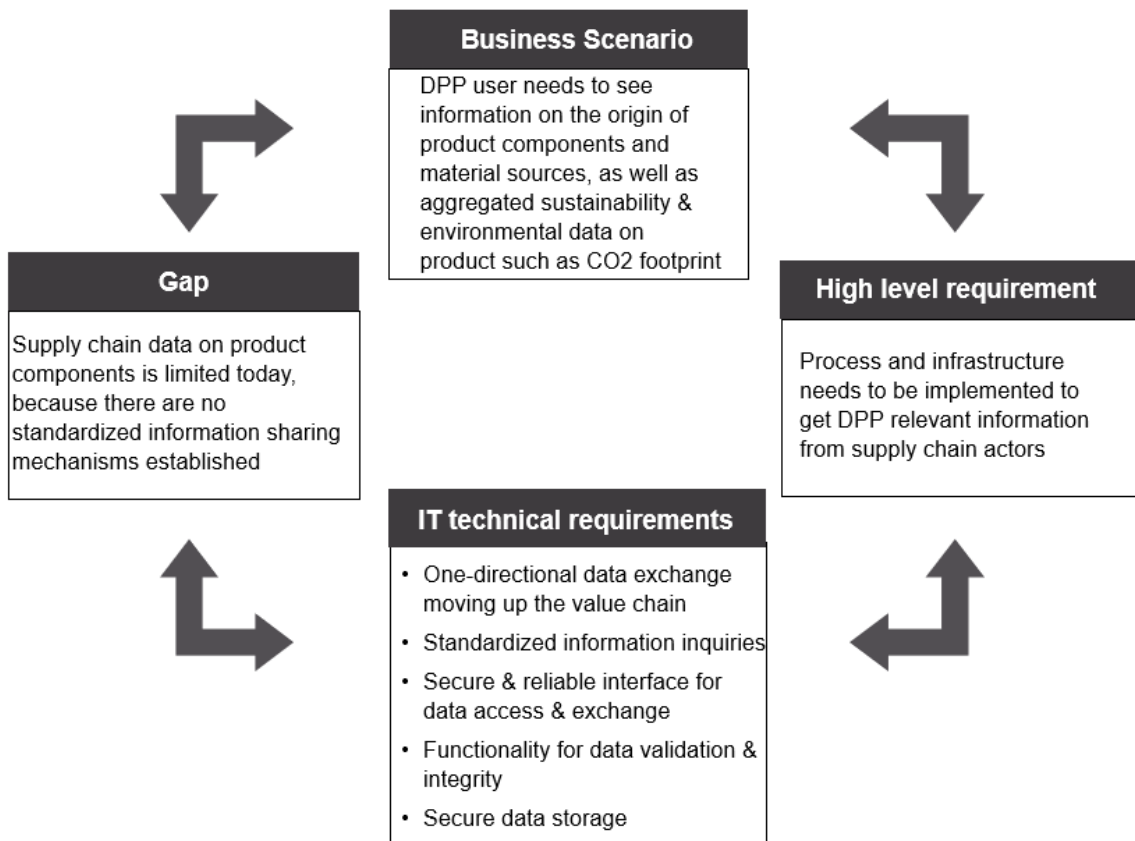 Business Scenario
DPP user needs to see
information on the origin of
product components and
material sources, as well as
aggregated sustainability &
environmental data on
product such as CO2 footprint
Gap
Supply chain data on product
components is limited today,
because there are no
standardized information sharing
mechanisms established
High level requirement
Process and infrastructure
needs to be implemented to
get DPP relevant information
from supply chain actors
IT technical requirements
• One-directional data exchange
moving up the value chain
• Standardized information inquiries
• Secure & reliable interface for
data access & exchange
• Functionality for data validation &
integrity
• Secure data storage